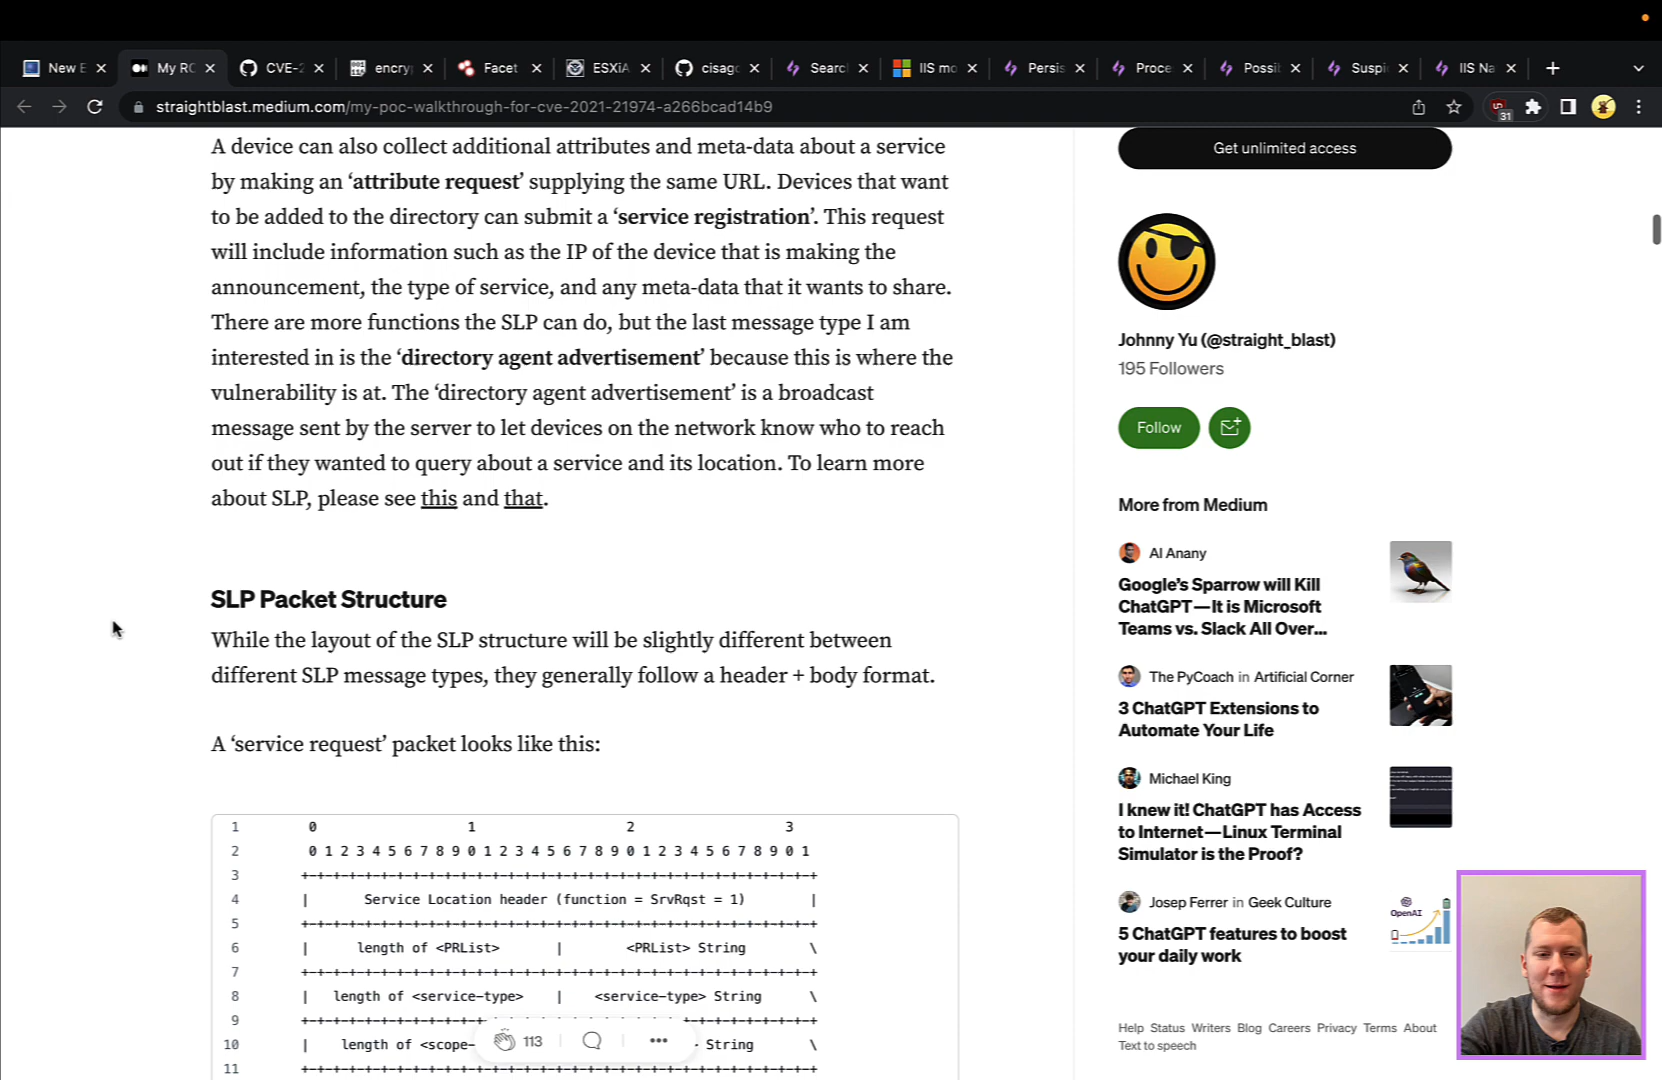 New E
My RC
CVE-2
encry
Facet
ESXiA
cisago
Searc
IIS mo
Persis
Proce
Possib
Suspi
IIS Na
straightblast.medium.com/my-poc-walkthrough-for-cve-2021-21974-a266bcad14b9
31
A device can also collect additional attributes and meta-data about a service
by making an ‘attribute request’ supplying the same URL. Devices that want
to be added to the directory can submit a ‘service registration’. This request
will include information such as the IP of the device that is making the
announcement, the type of service, and any meta-data that it wants to share.
There are more functions the SLP can do, but the last message type I am
interested in is the ‘directory agent advertisement’ because this is where the
vulnerability is at. The ‘directory agent advertisement’ is a broadcast
message sent by the server to let devices on the network know who to reach
out if they wanted to query about a service and its location. To learn more
about SLP, please see this and that.
SLP Packet Structure
While the layout of the SLP structure will be slightly different between
different SLP message types, they generally follow a header + body format.
A ‘service request’ packet looks like this:
1 0 1 2 3
2 0 1 2 3 4 5 6 7 8 9 0 1 2 3 4 5 6 7 8 9 0 1 2 3 4 5 6 7 8 9 0 1
3 +-+-+-+-+-+-+-+-+-+-+-+-+-+-+-+-+-+-+-+-+-+-+-+-+-+-+-+-+-+-+-+-+
4 | Service Location header (function = SrvRqst = 1) |
5 +-+-+-+-+-+-+-+-+-+-+-+-+-+-+-+-+-+-+-+-+-+-+-+-+-+-+-+-+-+-+-+-+
6 | length of <PRList> | <PRList> String \
7 +-+-+-+-+-+-+-+-+-+-+-+-+-+-+-+-+-+-+-+-+-+-+-+-+-+-+-+-+-+-+-+-+
8 | length of <service-type> | <service-type> String \
9 +-+-+-+-+-+-+-+-+-+-+-+-+-+-+-+-+-+-+-+-+-+-+-+-+-+-+-+-+-+-+-+-+
10 | length of <scope- String \
11 +-+-+-+-+-+-+-+-+-+-+-+-+-+-+-+-+-+-+-+-+-+-+-+-+-+-+-+-+-+-+-+-+
113
Get unlimited access
Johnny Yu (@straight_blast)
195 Followers
Follow
More from Medium
Al Anany
Google’s Sparrow will Kill
ChatGPT—It is Microsoft
Teams vs. Slack All Over...
The PyCoach in Artificial Corner
3 ChatGPT Extensions to
Automate Your Life
Michael King
I knew it! ChatGPT has Access
to Internet—Linux Terminal
Simulator is the Proof?
Josep Ferrer in Geek Culture
5 ChatGPT features to boost
your daily work
OpenAI
Help Status Writers Blog Careers Privacy Terms About
Text to speech